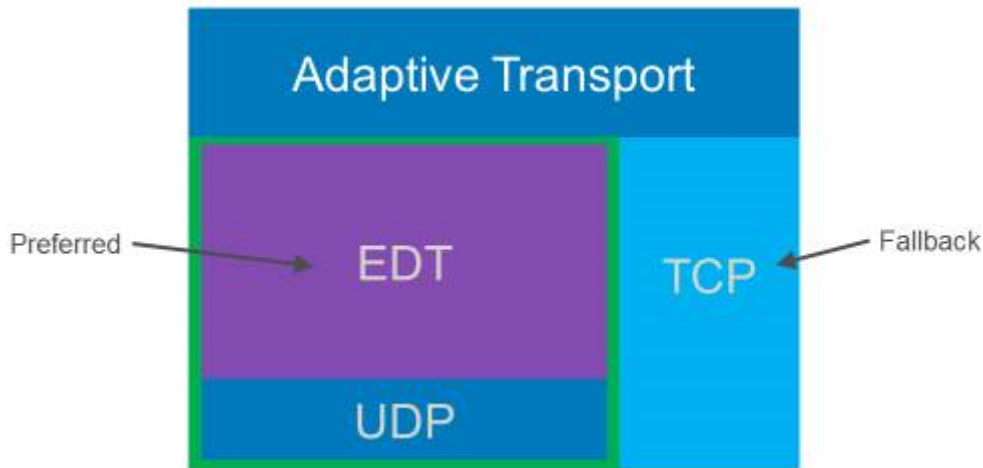 Adaptive Transport
Preferred
EDT
TCP
Fallback
UDP